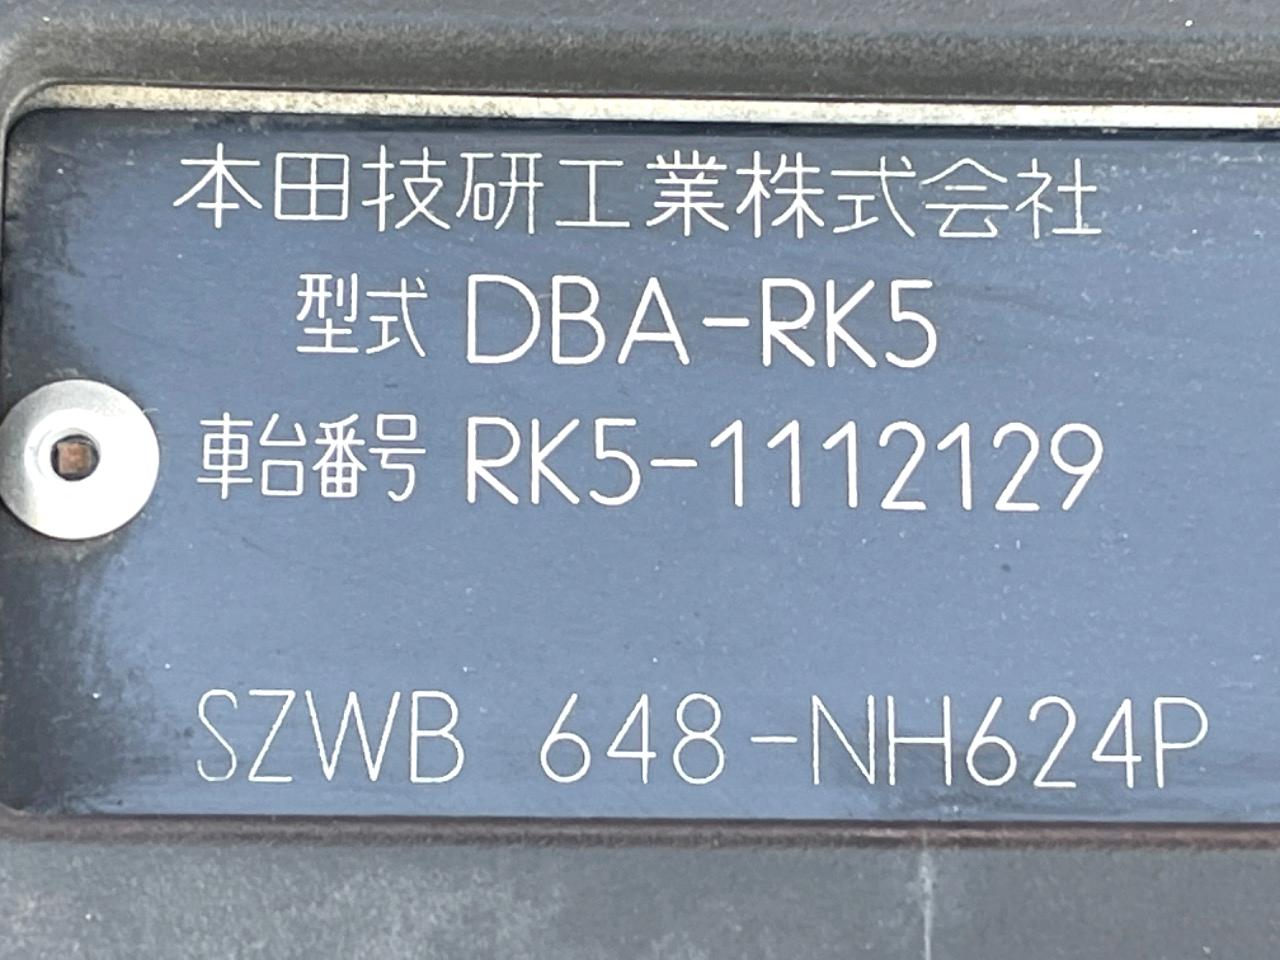 本田技研工業株式会社
型式 DBA-RK5
車台番号 RK5-1112129
SZWB 648-NH624P